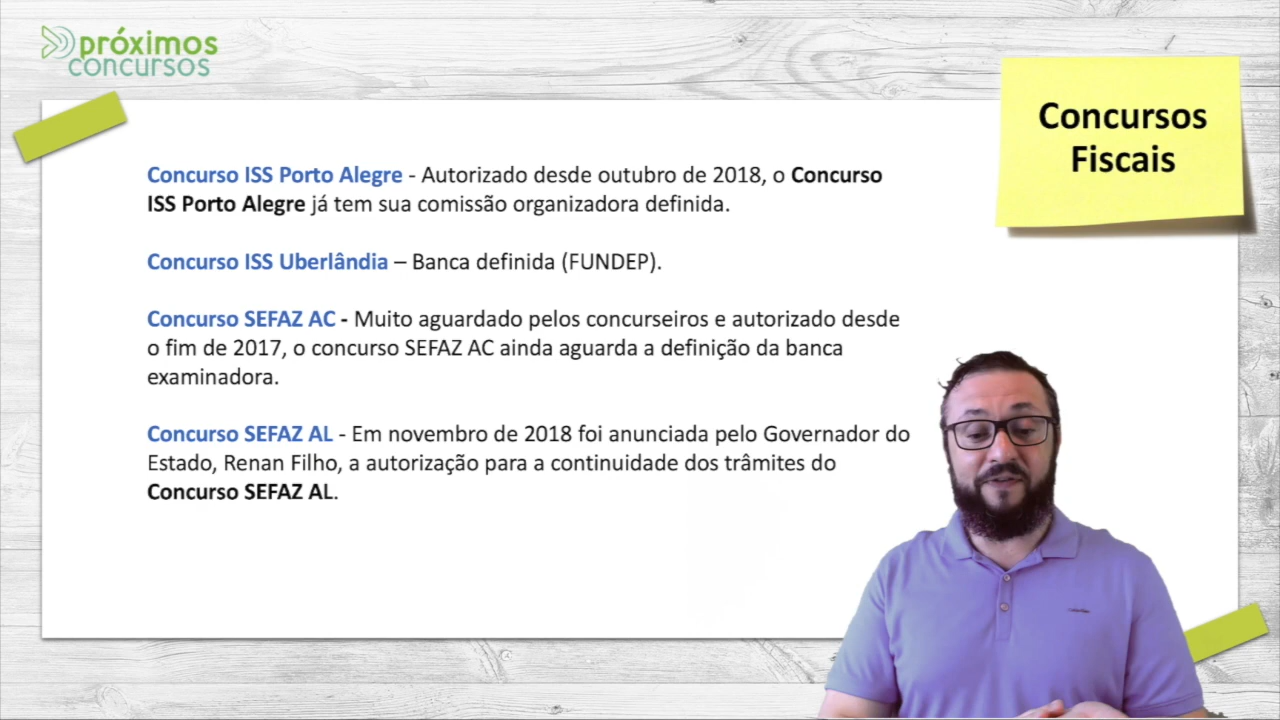 próximos
CONCURSOS
Concursos
Fiscais
Concurso ISS Porto Alegre - Autorizado desde outubro de 2018, o Concurso
ISS Porto Alegre já tem sua comissão organizadora definida.
Concurso ISS Uberlândia – Banca definida (FUNDEP).
Concurso SEFAZ AC - Muito aguardado pelos concurseiros e autorizado desde
o fim de 2017, o concurso SEFAZ AC ainda aguarda a definição da banca
examinadora.
Concurso SEFAZ AL - Em novembro de 2018 foi anunciada pelo Governador do
Estado, Renan Filho, a autorização para a continuidade dos trâmites do
Concurso SEFAZ AL.